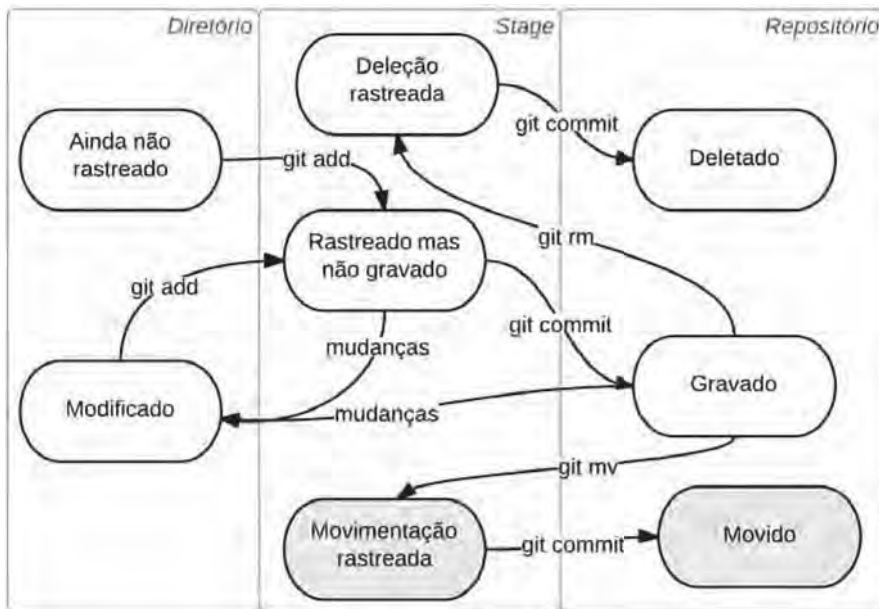 Diretório
Stage
Repositório
Deleção
rastreada
git commit
Ainda não
rastreado
git add
Deletado
Rastreado mas
não gravado
git rm
git add
git commit
mudanças
Modificado
mudanças
Gravado
git mv
Movimentação
rastreada
git commit
Movido